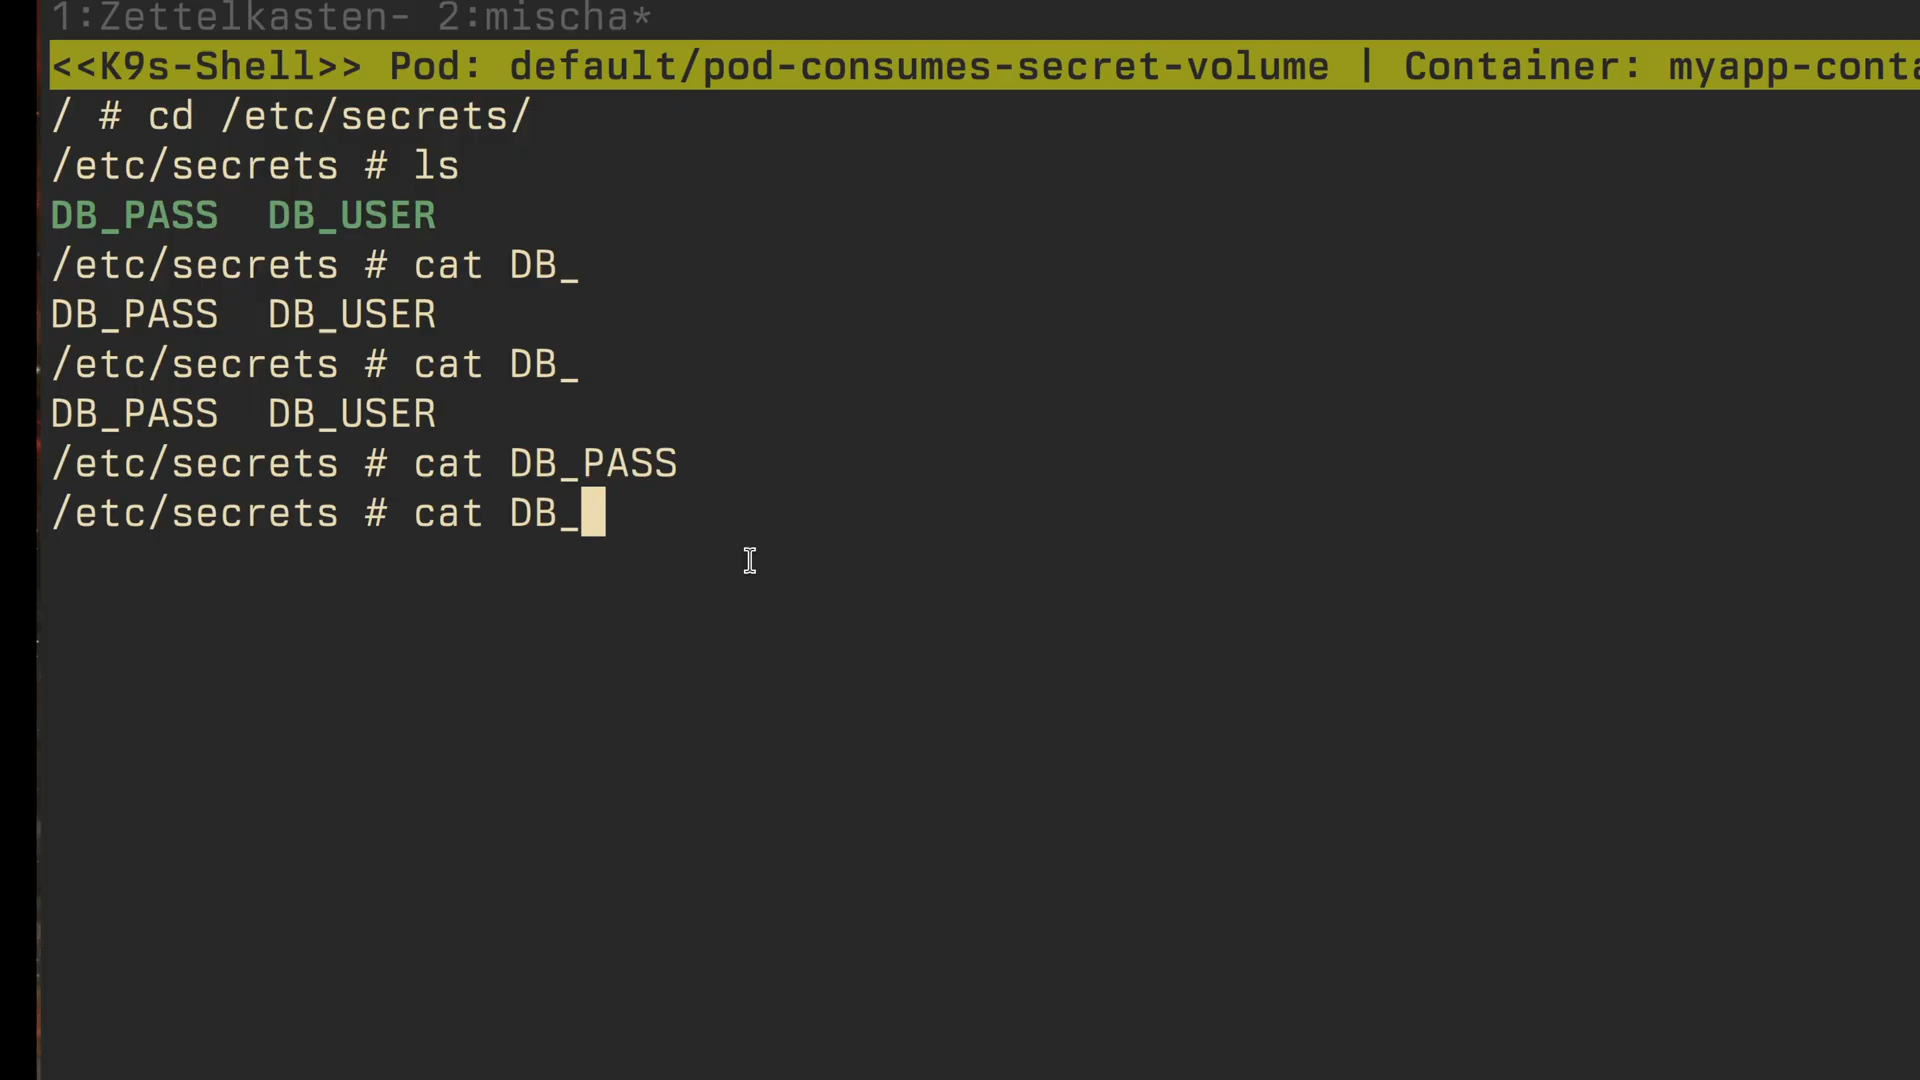 1:Zettelkasten- 2:mischa*
<<K9s-Shell>> Pod: default/pod-consumes-secret-volume | Container: myapp-conta
/ # cd /etc/secrets/
/etc/secrets # ls
DB_PASS  DB_USER
/etc/secrets # cat DB_
DB_PASS  DB_USER
/etc/secrets # cat DB_
DB_PASS  DB_USER
/etc/secrets # cat DB_PASS
/etc/secrets # cat DB_